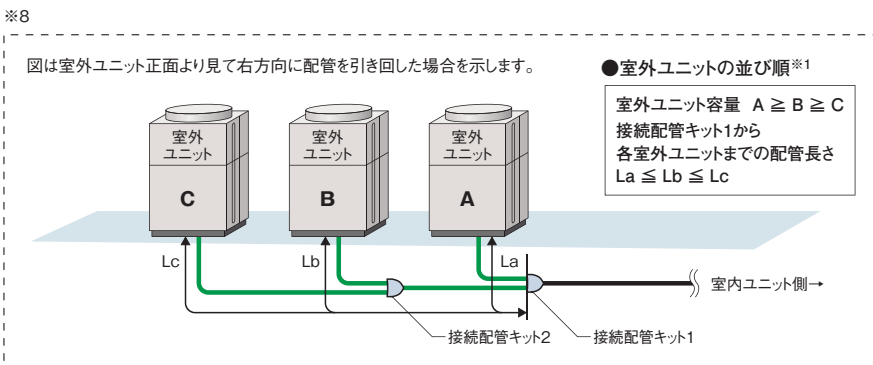 ※8
図は室外ユニット正面より見て右方向に配管を引き回した場合を示します。
●室外ユニットの並び順※1
室外ユニット容量 A ≧ B ≧ C
接続配管キット1から
各室外ユニットまでの配管長さ
La ≦ Lb ≦ Lc
室外
ユニット
C
室外
ユニット
B
室外
ユニット
A
Lc
Lb
La
室内ユニット側→
接続配管キット2
接続配管キット1